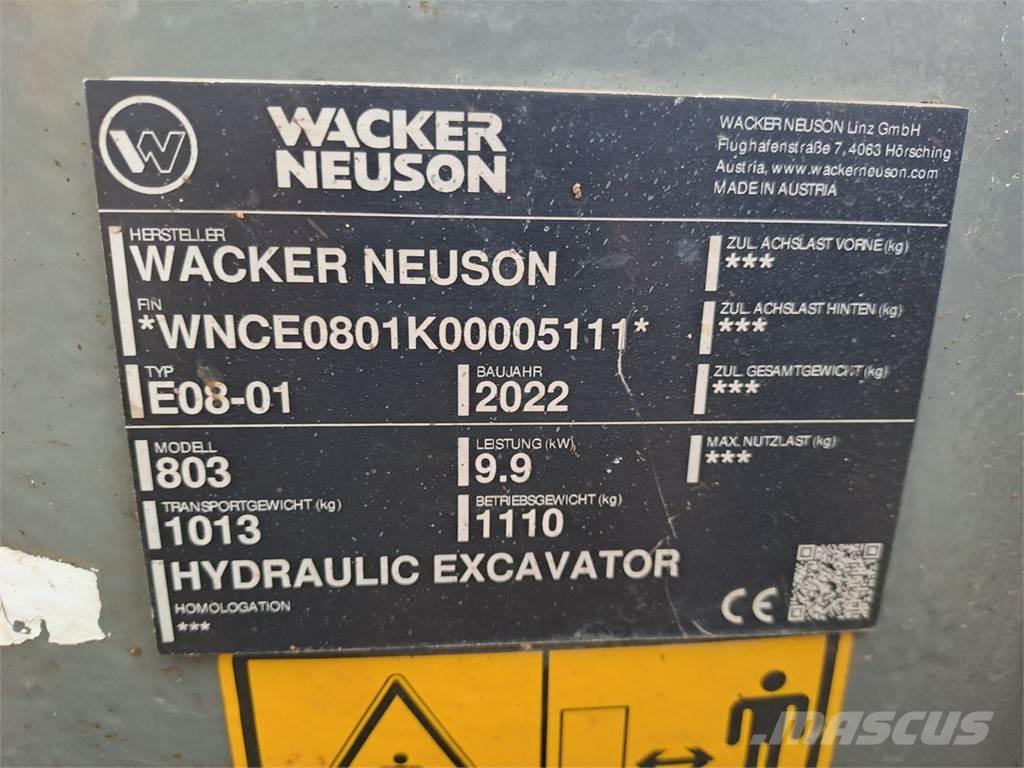 WACKER
NEUSON
WACKER NEUSON Linz GmbH
Flughafenstraße 7, 4063 Hörsching
Austria, www.wackerneuson.com
MADE IN AUSTRIA
HERSTELLER
WACKER NEUSON
FIN
*WNCE0801K00005111*
TYP
E08-01
BAUJAHR
2022
ZUL. ACHSLAST VORNE (kg)
***
ZUL. ACHSLAST HINTEN (kg)
***
ZUL. GESAMTGEWICHT (kg)
***
MODELL
803
LEISTUNG (kW)
9.9
MAX. NUTZLAST (kg)
***
TRANSPORTGEWICHT (kg)
1013
BETRIEBSGEWICHT (kg)
1110
HYDRAULIC EXCAVATOR
HOMOLOGATION
***
CE
MASCUS